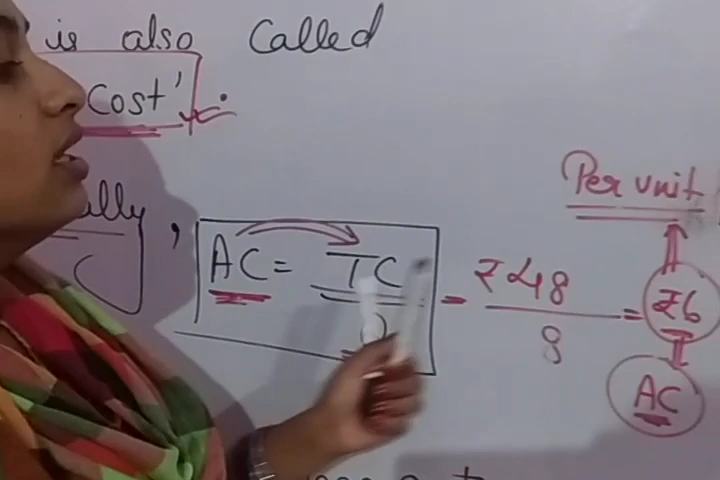 is also called
Cost'
ally,
Per unit
AC = TC = ₹48 = ₹6
8
AC